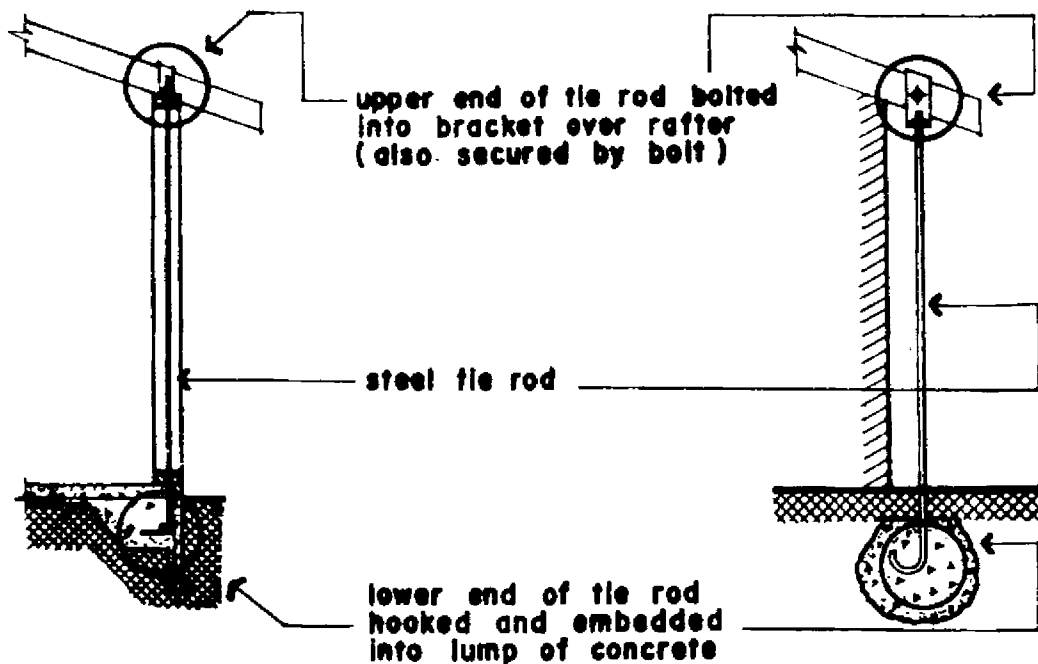 upper end of tie rod bolted
into bracket over rafter
(also secured by bolt)
steel tie rod
lower end of tie rod
hooked and embedded
into lump of concrete